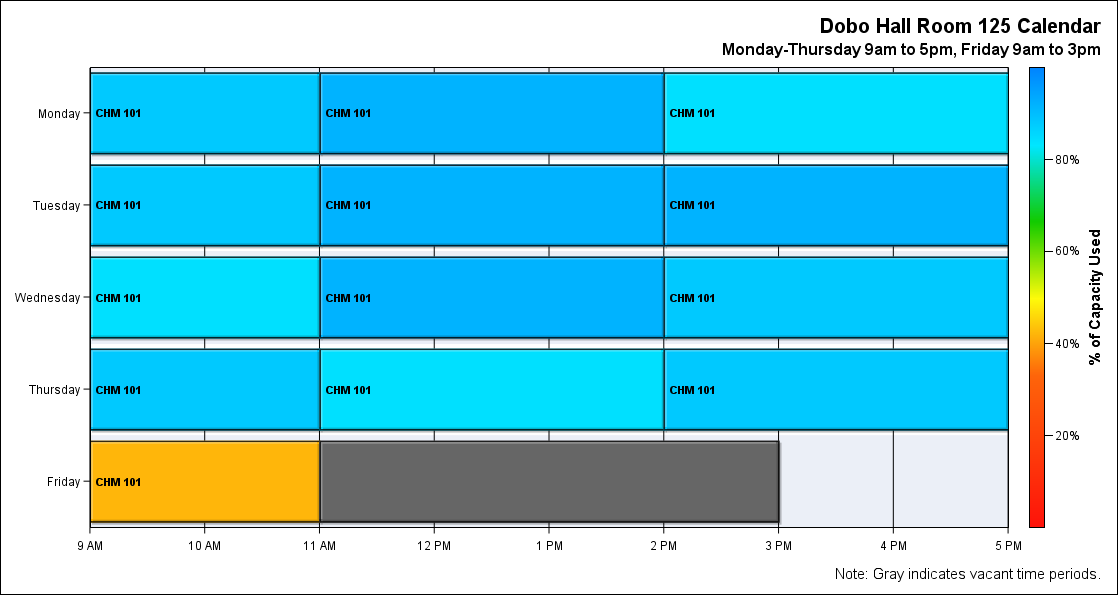 Dobo Hall Room 125 Calendar
Monday-Thursday 9am to 5pm, Friday 9am to 3pm
Monday
CHM 101
CHM 101
CHM 101
Tuesday
CHM 101
CHM 101
CHM 101
Wednesday
CHM 101
CHM 101
CHM 101
Thursday
CHM 101
CHM 101
CHM 101
Friday
CHM 101
9 AM
10 AM
11 AM
12 PM
1 PM
2 PM
3 PM
4 PM
5 PM
80%
60%
40%
20%
% of Capacity Used
Note: Gray indicates vacant time periods.